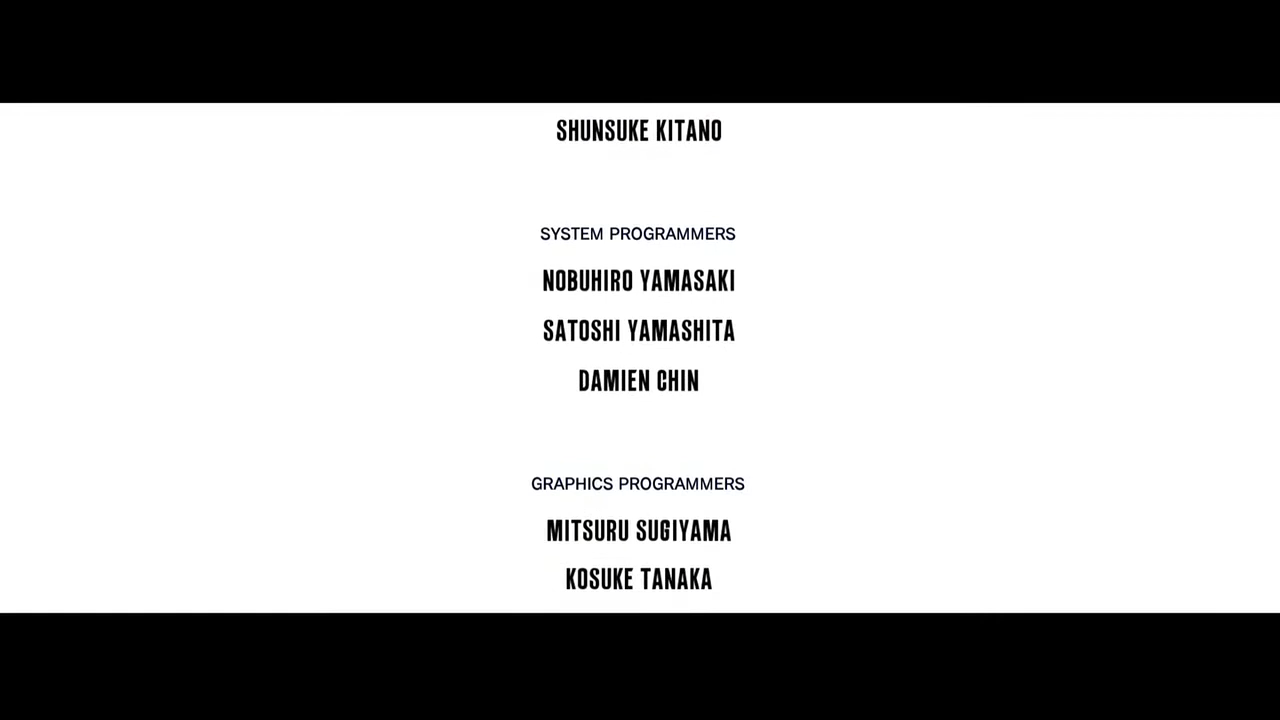 SHUNSUKE KITANO
SYSTEM PROGRAMMERS
NOBUHIRO YAMASAKI
SATOSHI YAMASHITA
DAMIEN CHIN
GRAPHICS PROGRAMMERS
MITSURU SUGIYAMA
KOSUKE TANAKA